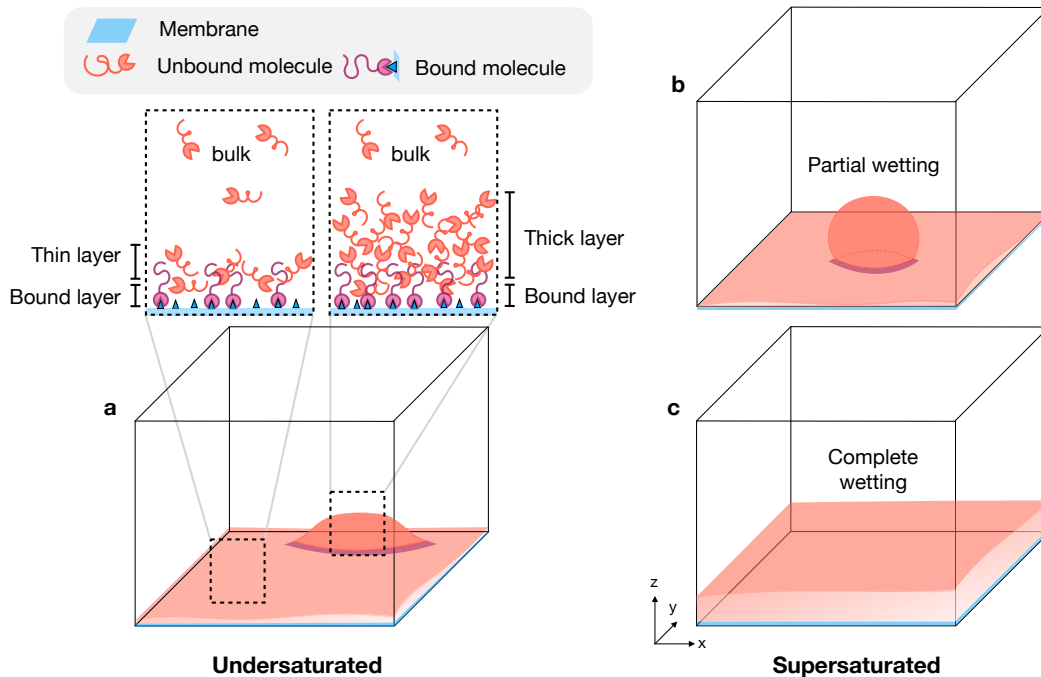 Membrane
Unbound molecule
Bound molecule
bulk
bulk
Thin layer
Bound layer
Thick layer
Bound layer
a
Undersaturated
b
Partial wetting
c
Complete
wetting
z
y
x
Supersaturated